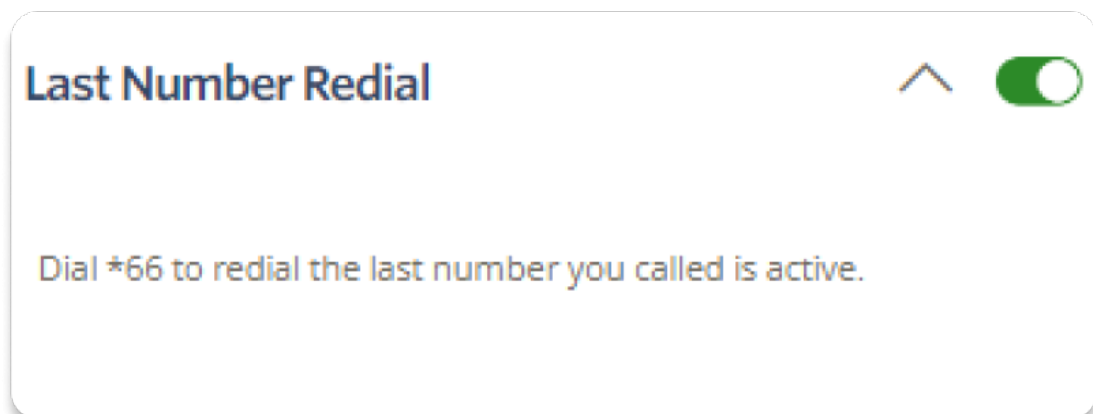 Last Number Redial
Dial *66 to redial the last number you called is active.